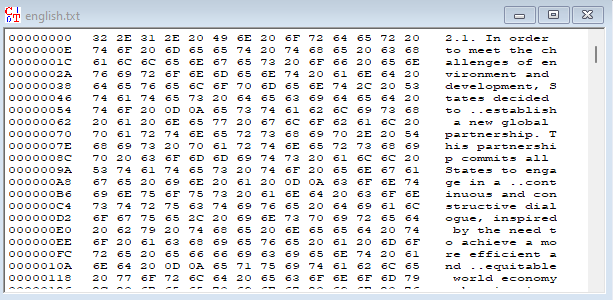 english.txt
00000000 32 2E 31 2E 20 49 6E 20 6F 72 64 65 72 20 2.1. In order
0000000E 74 6F 20 6D 65 65 74 20 74 68 65 20 63 68 to meet the ch
0000001C 61 6C 6C 65 6E 67 65 73 20 6F 66 20 65 6E allenges of en
0000002A 76 69 72 6F 6E 6D 65 6E 74 20 61 6E 64 20 vironment and
00000038 64 65 76 65 6C 6F 70 6D 65 6E 74 2C 20 53 development, S
00000046 74 61 74 65 73 20 64 65 63 69 64 65 64 20 tates decided
00000054 74 6F 20 0D 0A 65 73 74 61 62 6C 69 73 68 to ..establish
00000062 20 61 20 6E 65 77 20 67 6C 6F 62 61 6C 20 a new global
00000070 70 61 72 74 6E 65 72 73 68 69 70 2E 20 54 partnership. T
0000007E 68 69 73 20 70 61 72 74 6E 65 72 73 68 69 his partnershi
0000008C 70 20 63 6F 6D 6D 69 74 73 20 61 6C 6C 20 p commits all
0000009A 53 74 61 74 65 73 20 74 6F 20 65 6E 67 61 States to enga
000000A8 67 65 20 69 6E 20 61 20 0D 0A 63 6F 6E 74 ge in a ..cont
000000B6 69 6E 75 6F 75 73 20 61 6E 64 20 63 6F 6E inuous and con
000000C4 73 74 72 75 63 74 69 76 65 20 64 69 61 6C structive dial
000000D2 6F 67 75 65 2C 20 69 6E 73 70 69 72 65 64 ogue, inspired
000000E0 20 62 79 20 74 68 65 20 6E 65 65 64 20 74 by the need t
000000EE 6F 20 61 63 68 69 65 76 65 20 61 20 6D 6F o achieve a mo
000000FC 72 65 20 65 66 66 69 63 69 65 6E 74 20 61 re efficient a
0000010A 6E 64 20 0D 0A 65 71 75 69 74 61 62 6C 65 nd ..equitable
00000118 20 77 6F 72 6C 64 20 65 63 6F 6E 6F 6D 79 world economy